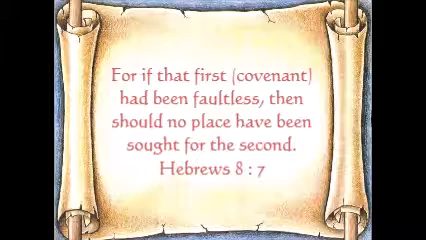 For if that first (covenant)
had been faultless, then
should no place have been
sought for the second.
Hebrews 8 : 7